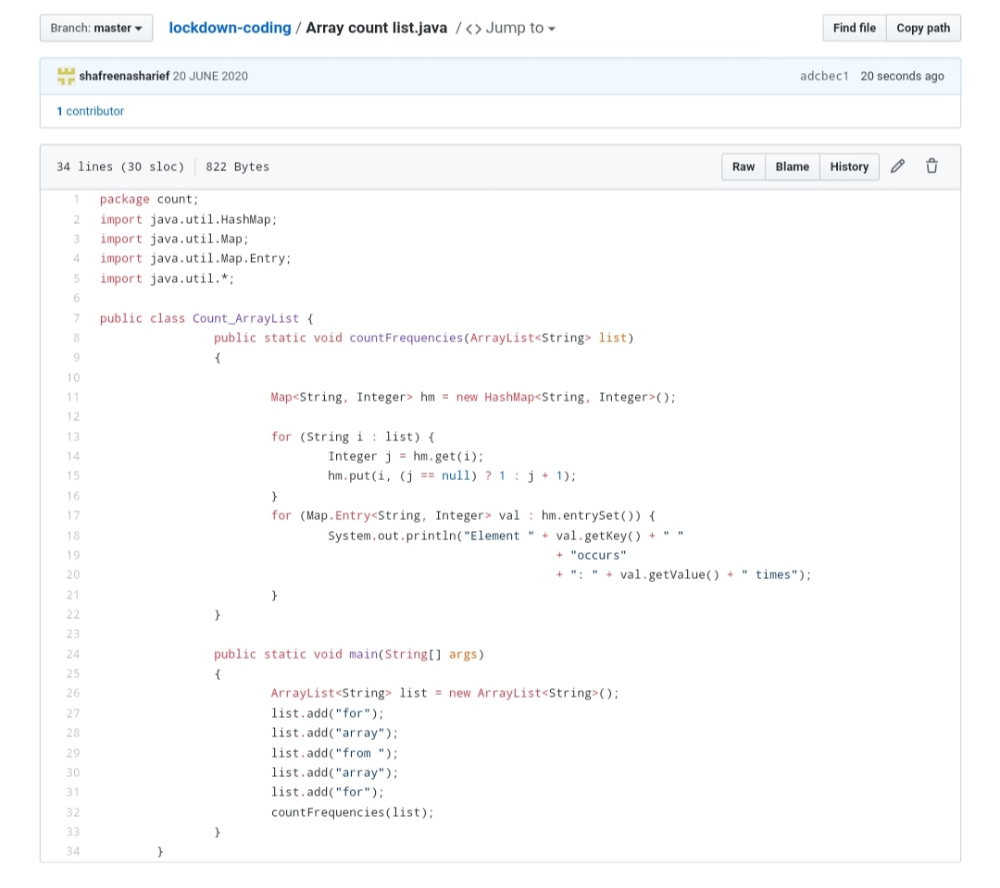 Branch: master lockdown-coding / Array count list.java / <> Jump to Find file Copy path
shafreenasharief 20 JUNE 2020 adcbec1 20 seconds ago
1 contributor
34 lines (30 sloc) 822 Bytes Raw Blame History
1 package count;
2 import java.util.HashMap;
3 import java.util.Map;
4 import java.util.Map.Entry;
5 import java.util.*;
6
7 public class Count_ArrayList {
8 public static void countFrequencies(ArrayList<String> list)
9 {
10
11 Map<String, Integer> hm = new HashMap<String, Integer>();
12
13 for (String i : list) {
14 Integer j = hm.get(i);
15 hm.put(i, (j == null) ? 1 : j + 1);
16 }
17 for (Map.Entry<String, Integer> val : hm.entrySet()) {
18 System.out.println("Element " + val.getKey() + " "
19 + "occurs"
20 + ": " + val.getValue() + " times");
21 }
22 }
23
24 public static void main(String[] args)
25 {
26 ArrayList<String> list = new ArrayList<String>();
27 list.add("for");
28 list.add("array");
29 list.add("from ");
30 list.add("array");
31 list.add("for");
32 countFrequencies(list);
33 }
34 }